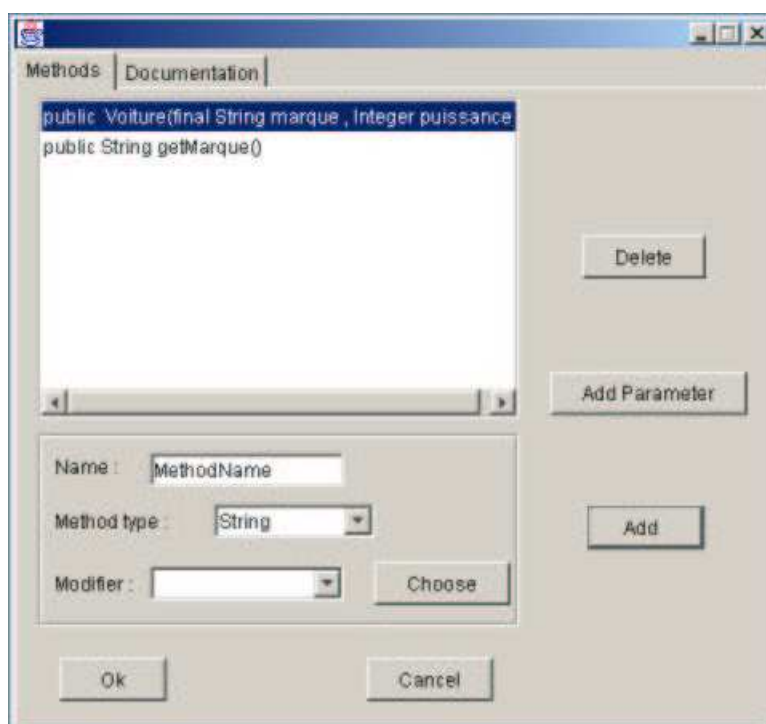 Methods Documentation
public Voiture(final String marque , Integer puissance
public String getMarque()
Delete
Add Parameter
Name : MethodName
Method type : String
Add
Modifier : Choose
Ok Cancel